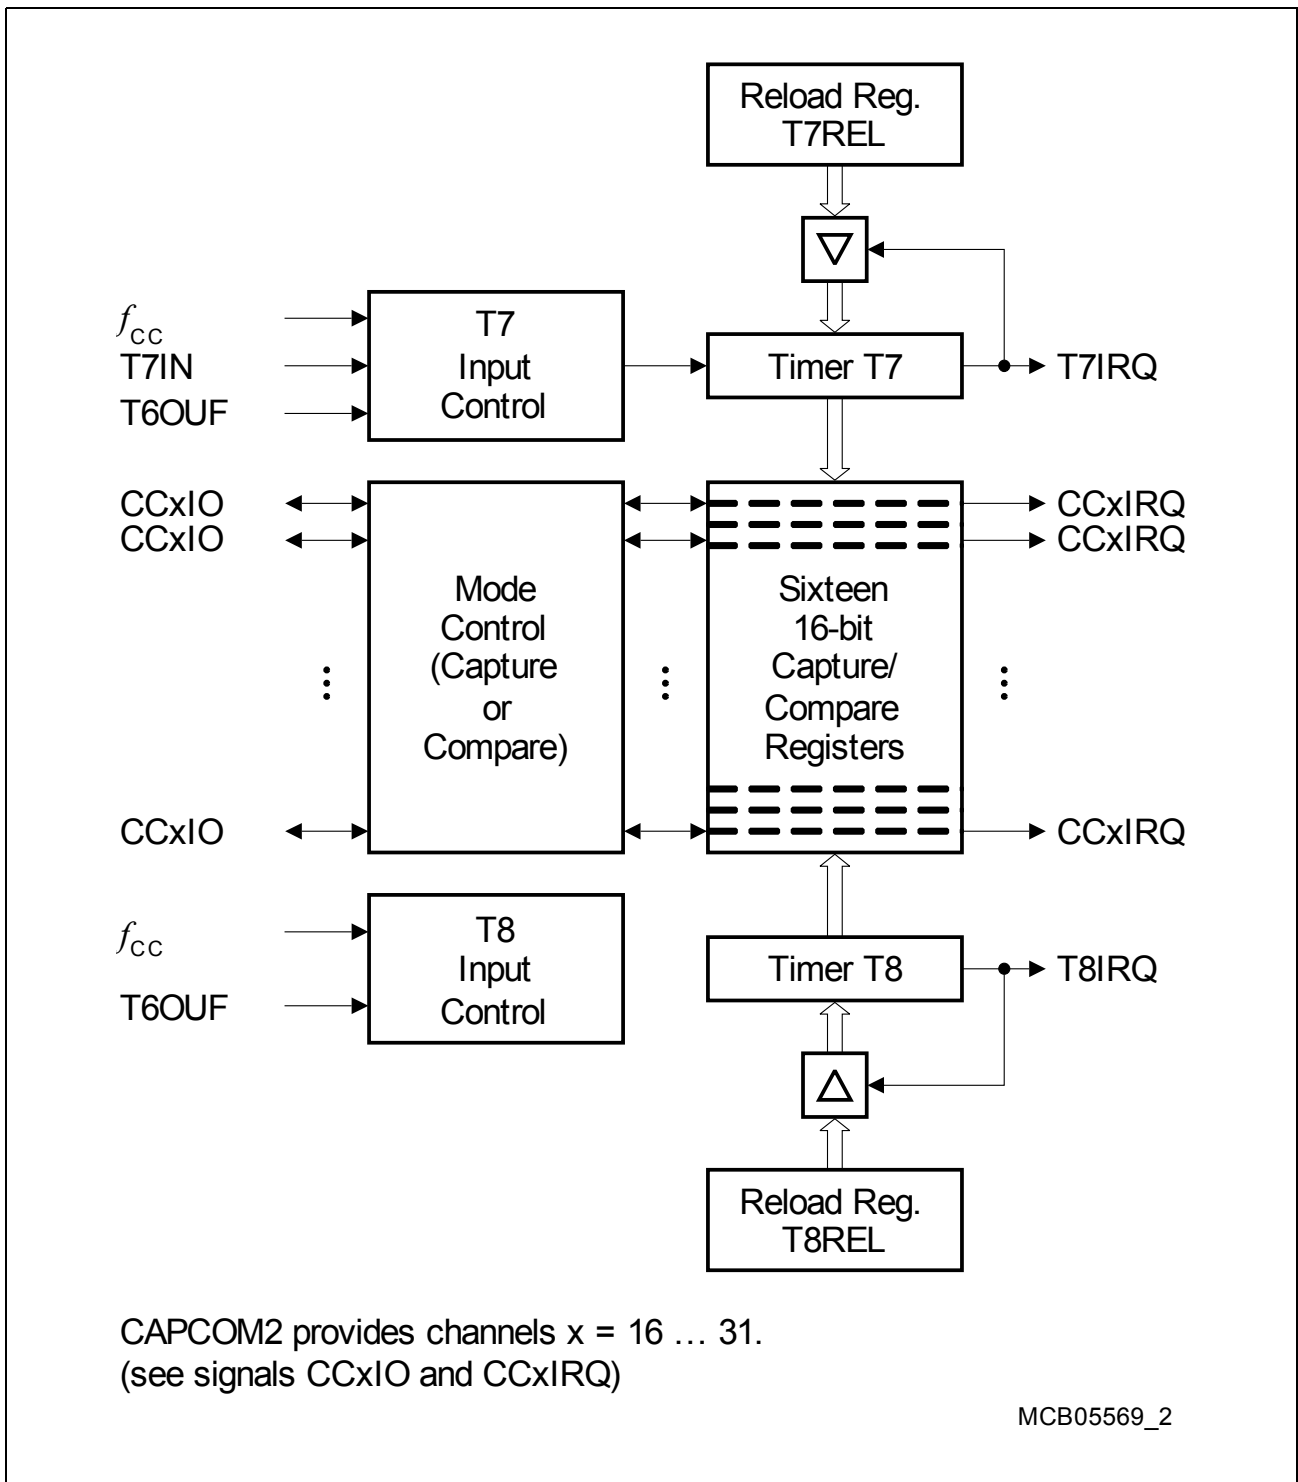 Reload Reg.
T7REL
fCC
T7IN
T6OUF
T7
Input
Control
Timer T7
T7IRQ
CCxIO
CCxIO
CCxIO
Mode
Control
(Capture
or
Compare)
Sixteen
16-bit
Capture/
Compare
Registers
CCxIRQ
CCxIRQ
CCxIRQ
fCC
T6OUF
T8
Input
Control
Timer T8
T8IRQ
Reload Reg.
T8REL
CAPCOM2 provides channels x = 16 … 31.
(see signals CCxIO and CCxIRQ)
MCB05569_2